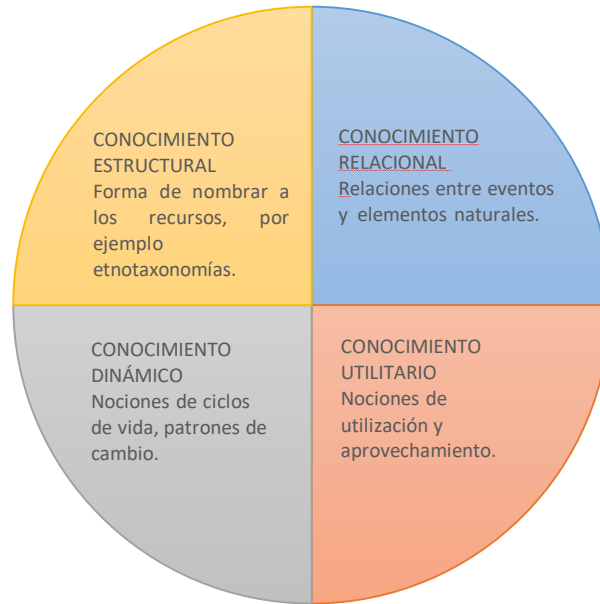 CONOCIMIENTO
ESTRUCTURAL
Forma de nombrar a
los recursos, por
ejemplo
etnotaxonomías.
CONOCIMIENTO
RELACIONAL
Relaciones entre eventos
y elementos naturales.
CONOCIMIENTO
DINÁMICO
Nociones de ciclos
de vida, patrones de
cambio.
CONOCIMIENTO
UTILITARIO
Nociones de
utilización y
aprovechamiento.